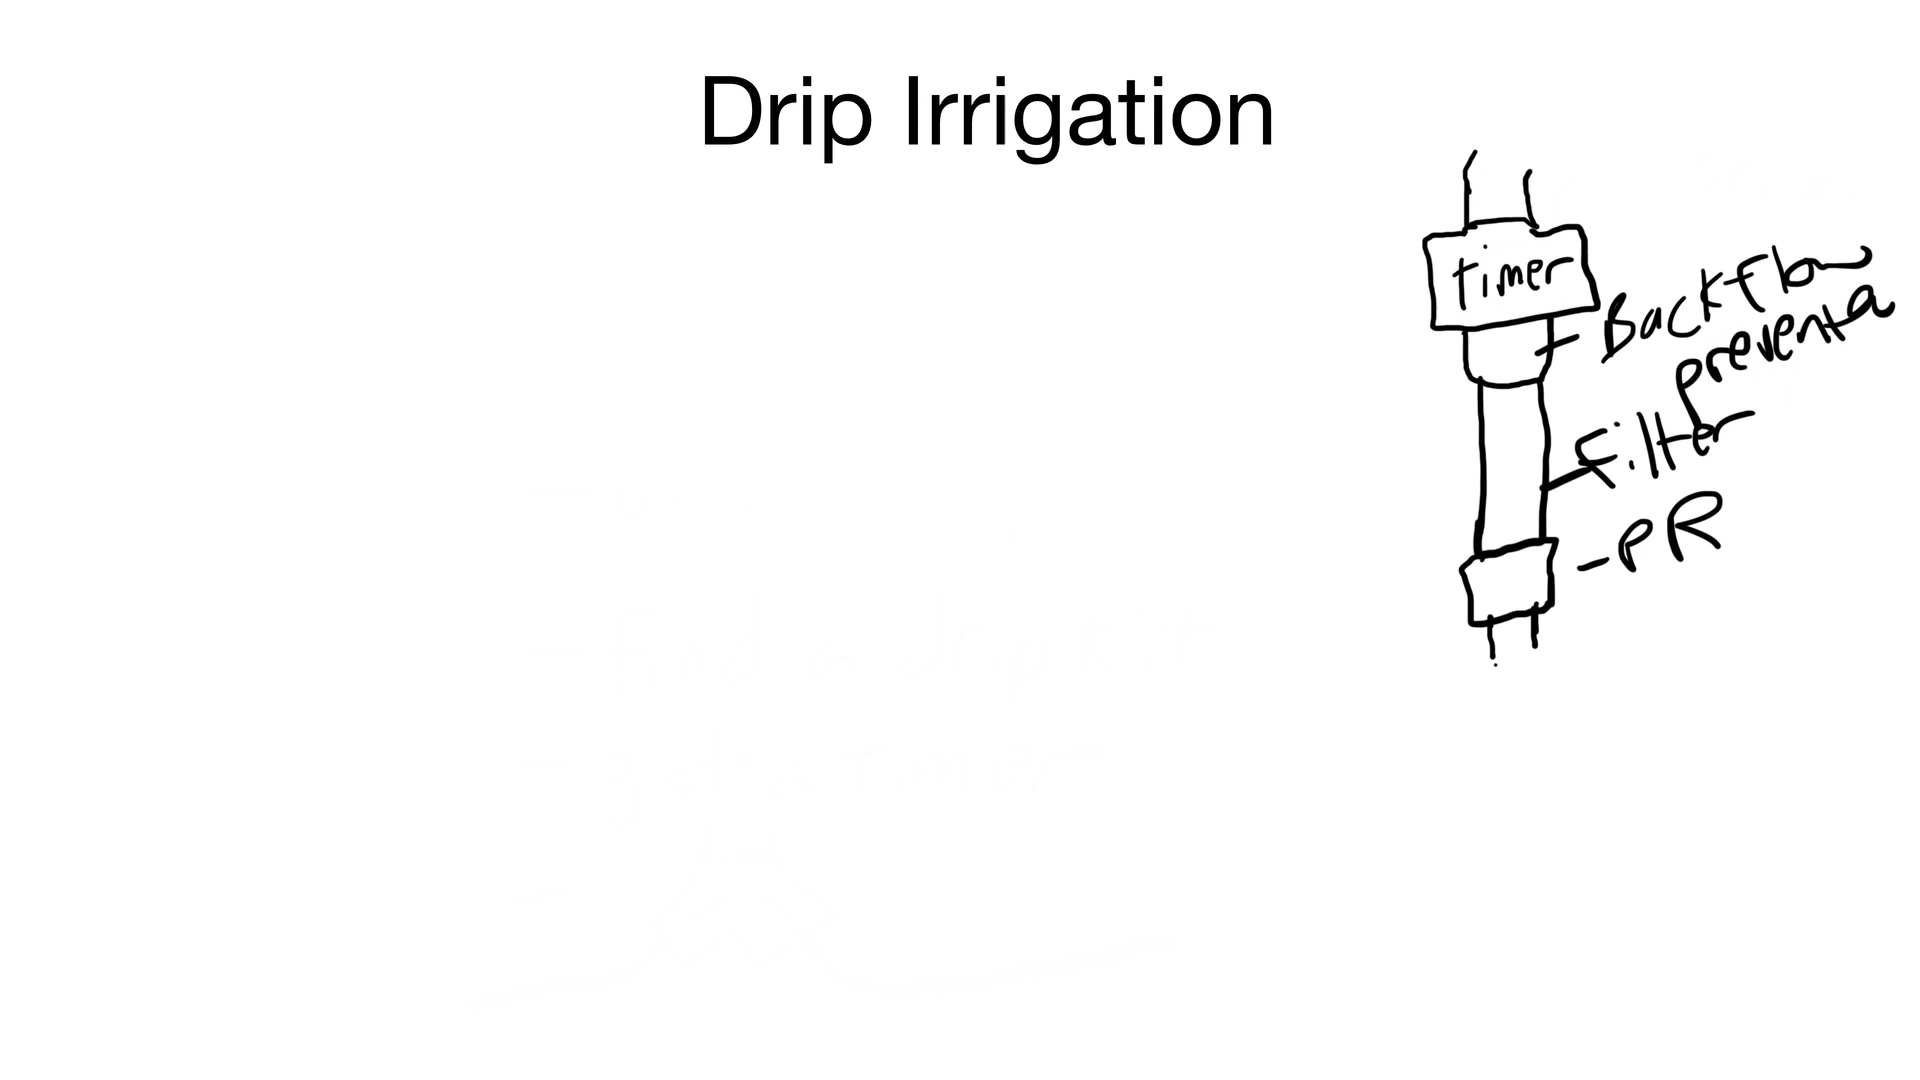 Drip Irrigation
timer
Backflow
preventa
filter
-PR